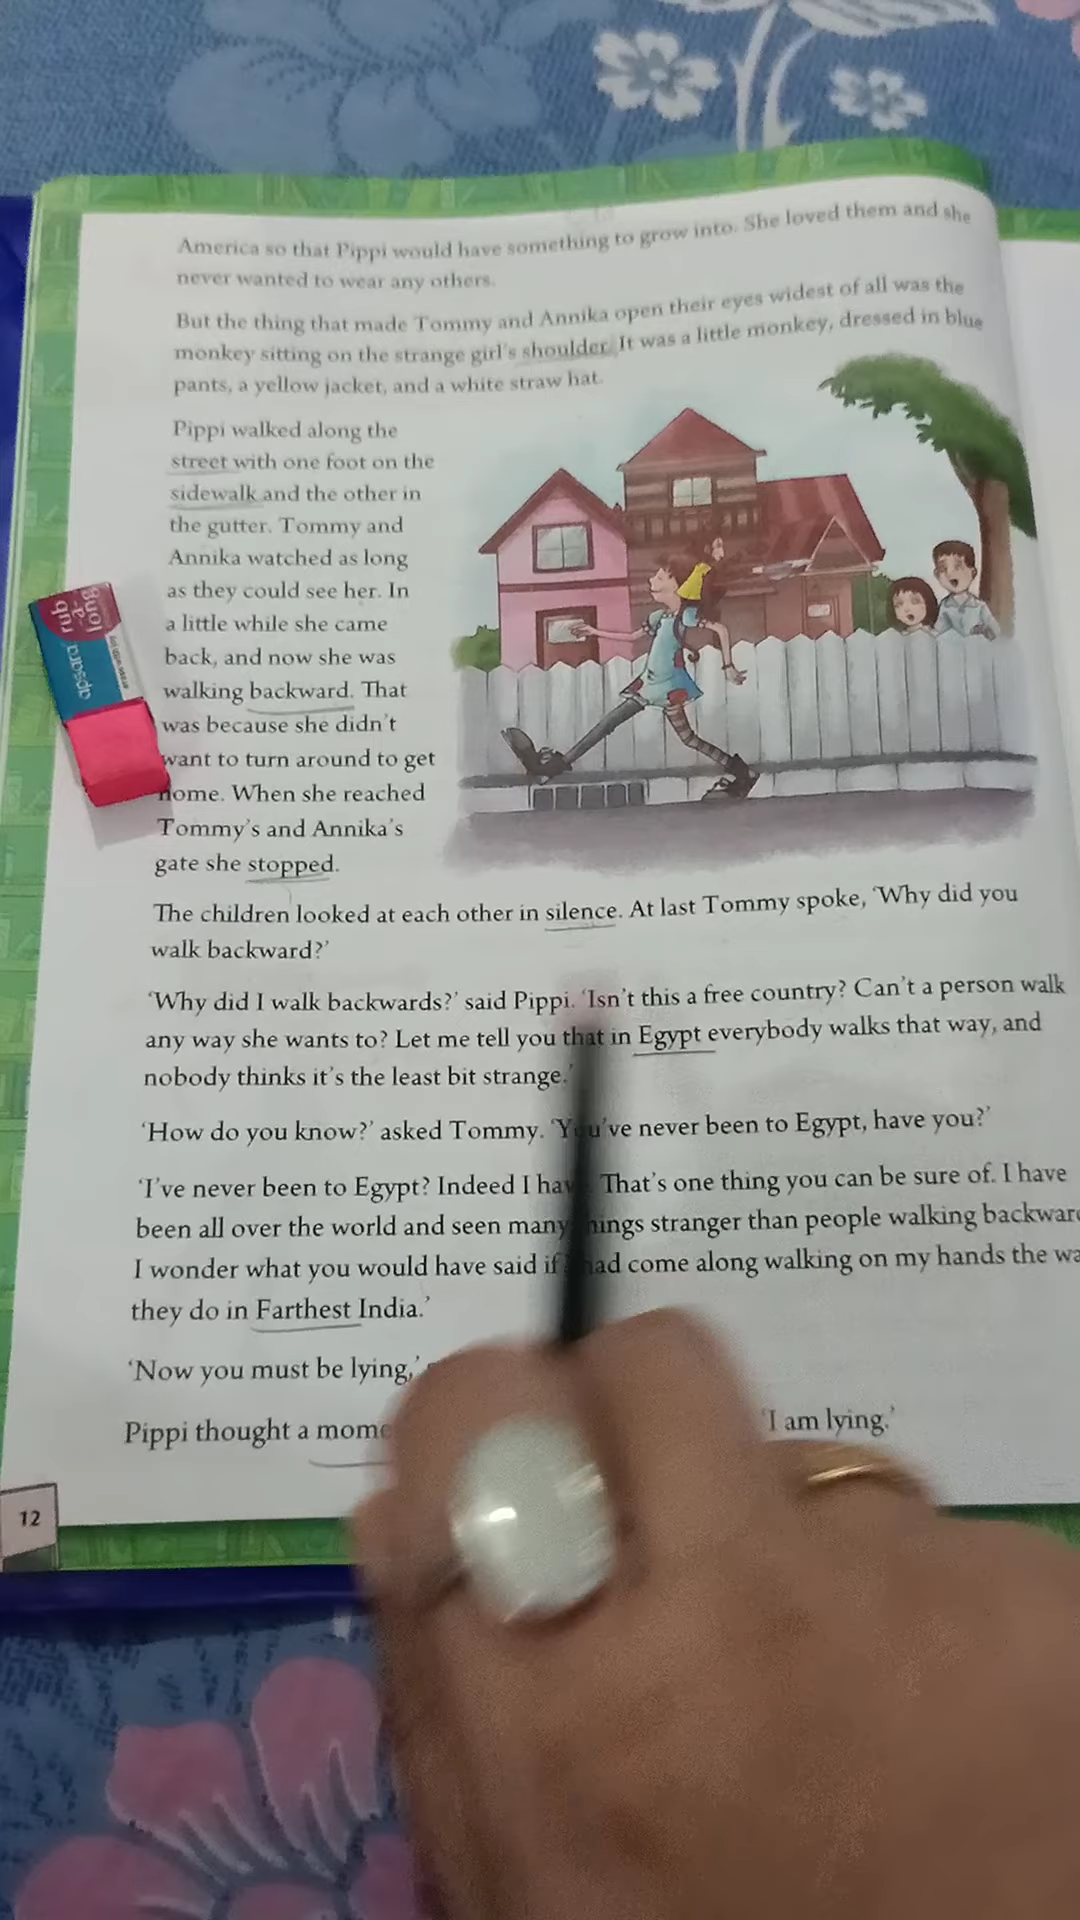 America so that Pippi would have something to grow into. She loved them and she
never wanted to wear any others.
But the thing that made Tommy and Annika open their eyes widest of all was the
monkey sitting on the strange girl's shoulder. It was a little monkey, dressed in blue
pants, a yellow jacket, and a white straw hat.
Pippi walked along the
street with one foot on the
sidewalk and the other in
the gutter. Tommy and
Annika watched as long
as they could see her. In
a little while she came
back, and now she was
walking backward. That
was because she didn't
want to turn around to get
home. When she reached
Tommy's and Annika's
gate she stopped.
The children looked at each other in silence. At last Tommy spoke, 'Why did you
walk backward?'
'Why did I walk backwards?' said Pippi. 'Isn't this a free country? Can't a person walk
any way she wants to? Let me tell you that in Egypt everybody walks that way, and
nobody thinks it's the least bit strange.'
'How do you know?' asked Tommy. 'You've never been to Egypt, have you?'
'I've never been to Egypt? Indeed I hav That's one thing you can be sure of. I have
been all over the world and seen many things stranger than people walking backward
I wonder what you would have said if had come along walking on my hands the wa
they do in Farthest India.'
'Now you must be lying,'
Pippi thought a mome 'I am lying.'
12
apsara
rub
a-
long